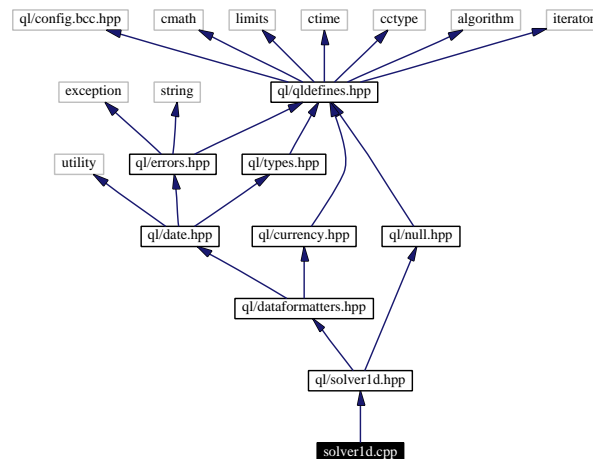 ql/config.bcc.hpp cmath limits ctime cctype algorithm iterator
exception string ql/qldefines.hpp
utility ql/errors.hpp ql/types.hpp
ql/date.hpp ql/currency.hpp ql/null.hpp
ql/dataformatters.hpp
ql/solver1d.hpp
solver1d.cpp